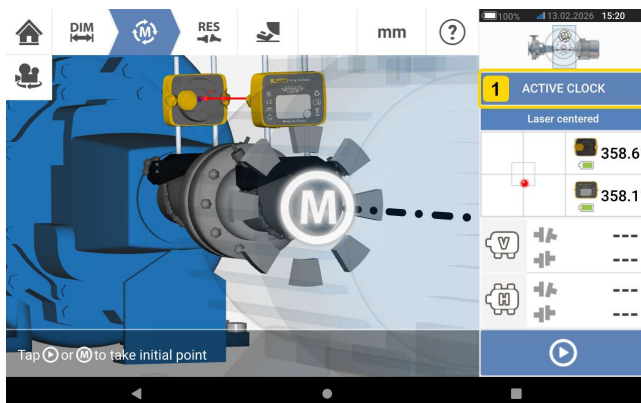 DIM
M
RES
mm
?
100%
13.02.2026
15:20
1
ACTIVE CLOCK
Laser centered
358.6
358.1
M
V
---
---
H
---
---
Tap or M to take initial point